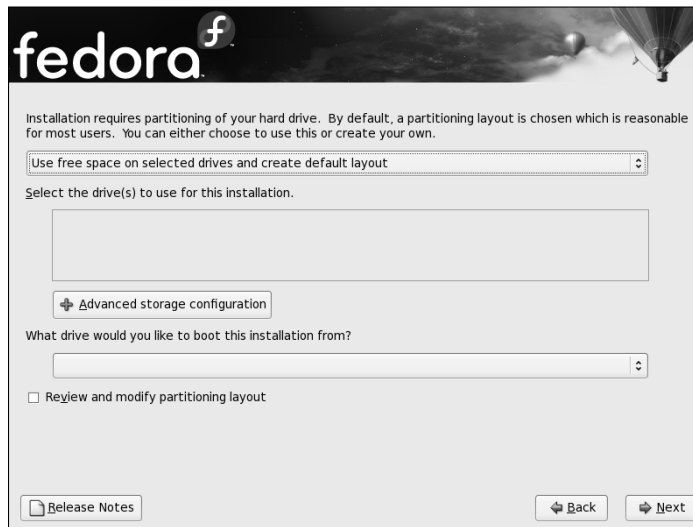 fedora
Installation requires partitioning of your hard drive. By default, a partitioning layout is chosen which is reasonable
for most users. You can either choose to use this or create your own.
Use free space on selected drives and create default layout
Select the drive(s) to use for this installation.
Advanced storage configuration
What drive would you like to boot this installation from?
Review and modify partitioning layout
Release Notes
Back
Next